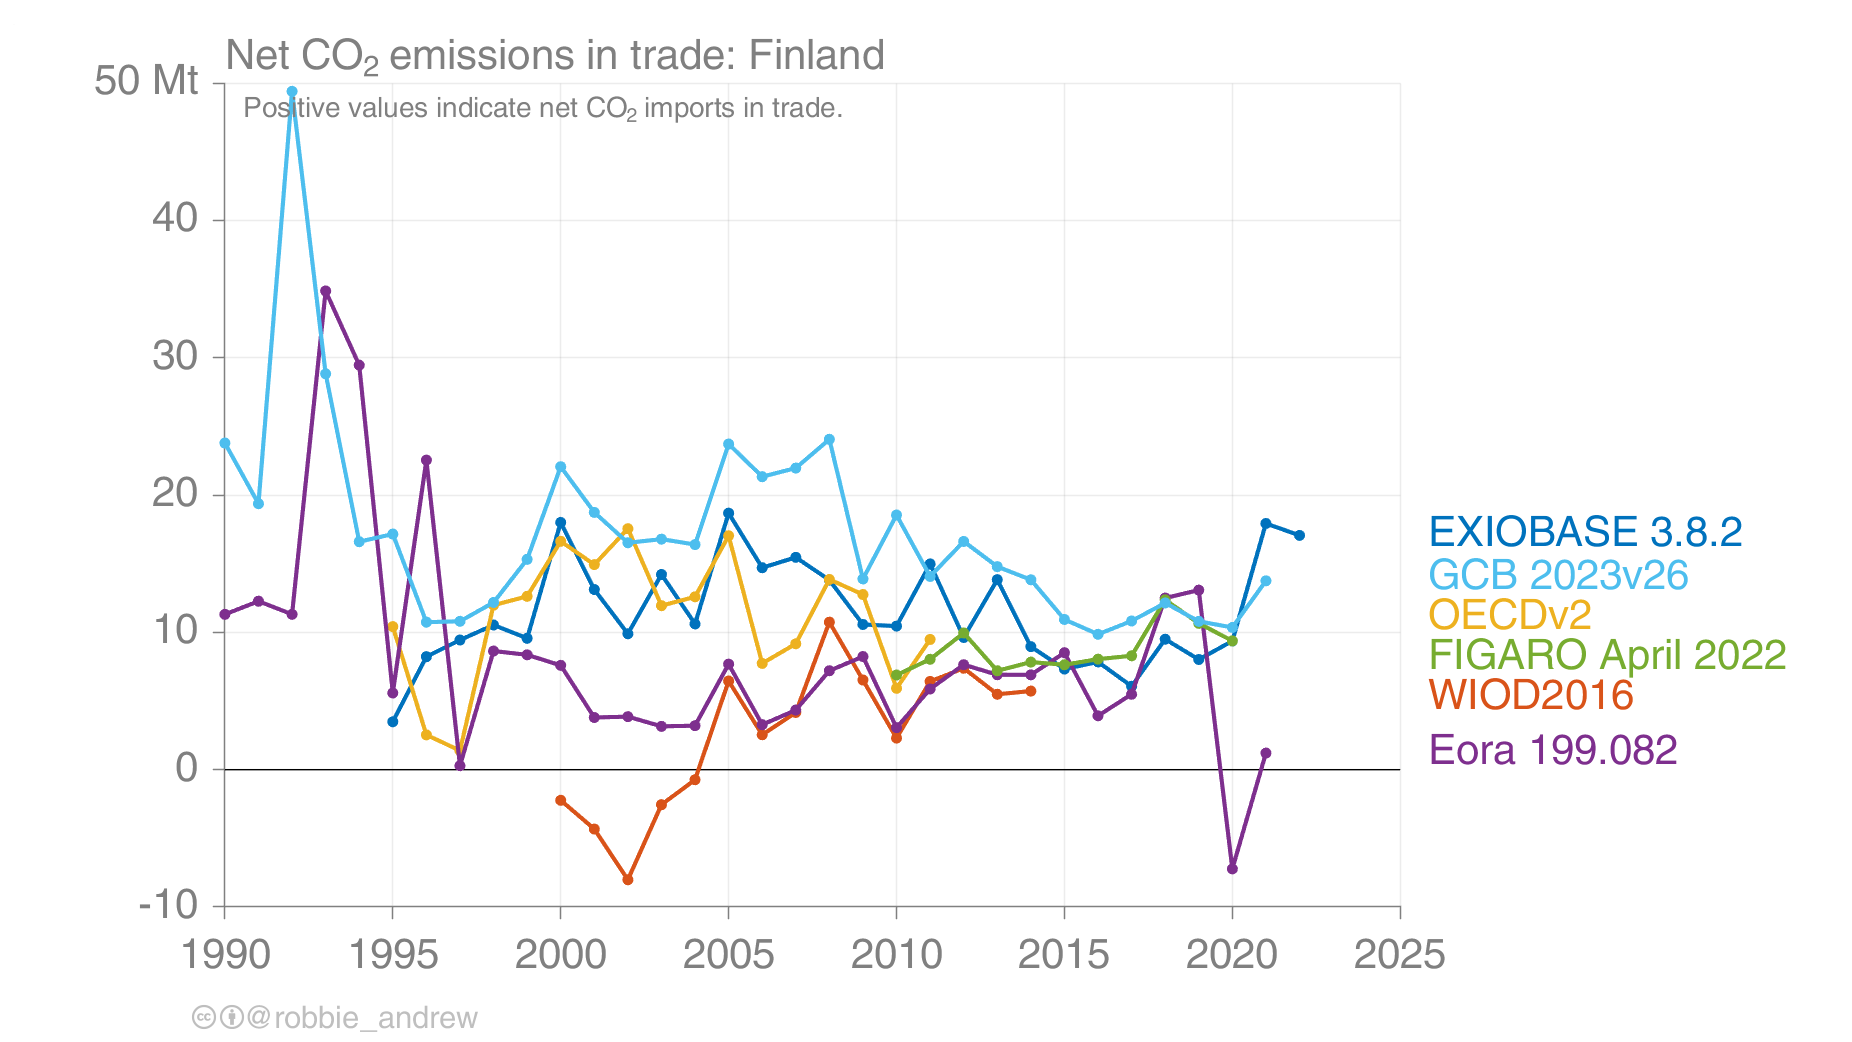 Net CO₂ emissions in trade: Finland
50 Mt
Positive values indicate net CO₂ imports in trade.
40
30
20
10
0
-10
1990 1995 2000 2005 2010 2015 2020 2025
EXIOBASE 3.8.2
GCB 2023v26
OECDv2
FIGARO April 2022
WIOD2016
Eora 199.082
cc @robbie_andrew